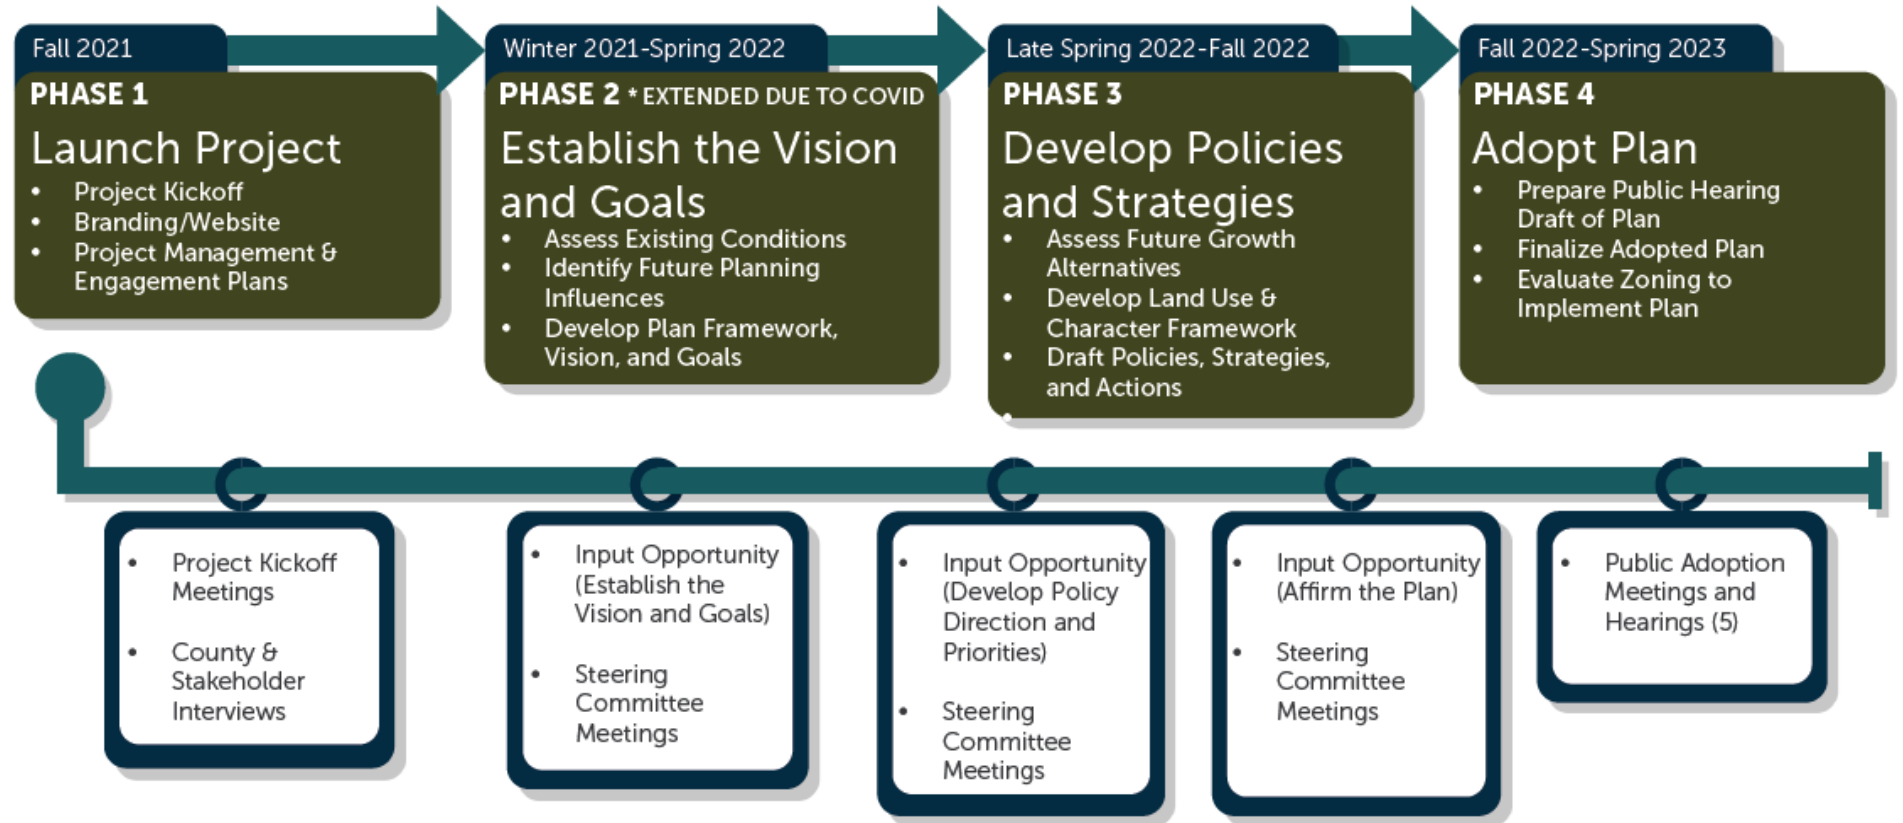 Fall 2021
PHASE 1
Launch Project
• Project Kickoff
• Branding/Website
• Project Management &
Engagement Plans
Winter 2021-Spring 2022
PHASE 2 * EXTENDED DUE TO COVID
Establish the Vision
and Goals
• Assess Existing Conditions
• Identify Future Planning
Influences
• Develop Plan Framework,
Vision, and Goals
Late Spring 2022-Fall 2022
PHASE 3
Develop Policies
and Strategies
• Assess Future Growth
Alternatives
• Develop Land Use &
Character Framework
• Draft Policies, Strategies,
and Actions
•
Fall 2022-Spring 2023
PHASE 4
Adopt Plan
• Prepare Public Hearing
Draft of Plan
• Finalize Adopted Plan
• Evaluate Zoning to
Implement Plan
• Project Kickoff
Meetings
• County &
Stakeholder
Interviews
• Input Opportunity
(Establish the
Vision and Goals)
• Steering
Committee
Meetings
• Input Opportunity
(Develop Policy
Direction and
Priorities)
• Steering
Committee
Meetings
• Input Opportunity
(Affirm the Plan)
• Steering
Committee
Meetings
• Public Adoption
Meetings and
Hearings (5)